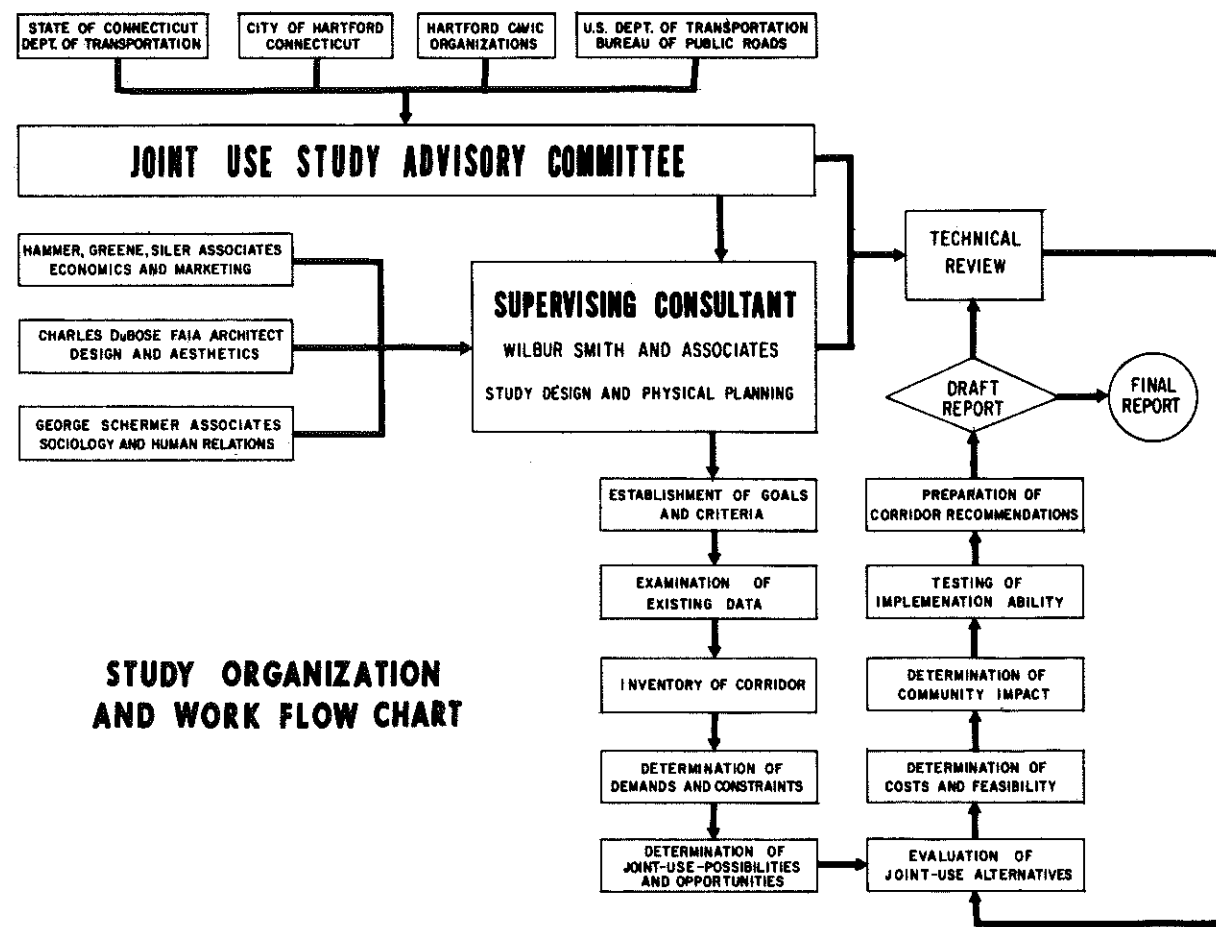 STATE OF CONNECTICUT
DEPT. OF TRANSPORTATION
CITY OF HARTFORD
CONNECTICUT
HARTFORD CIVIC
ORGANIZATIONS
U.S. DEPT. OF TRANSPORTATION
BUREAU OF PUBLIC ROADS
JOINT USE STUDY ADVISORY COMMITTEE
HAMMER, GREENE, SILER ASSOCIATES
ECONOMICS AND MARKETING
CHARLES DuBOSE FAIA ARCHITECT
DESIGN AND AESTHETICS
GEORGE SCHERMER ASSOCIATES
SOCIOLOGY AND HUMAN RELATIONS
SUPERVISING CONSULTANT
WILBUR SMITH AND ASSOCIATES
STUDY DESIGN AND PHYSICAL PLANNING
TECHNICAL
REVIEW
DRAFT
REPORT
FINAL
REPORT
ESTABLISHMENT OF GOALS
AND CRITERIA
EXAMINATION OF
EXISTING DATA
INVENTORY OF CORRIDOR
DETERMINATION OF
DEMANDS AND CONSTRAINTS
DETERMINATION OF
JOINT-USE-POSSIBILITIES
AND OPPORTUNITIES
PREPARATION OF
CORRIDOR RECOMMENDATIONS
TESTING OF
IMPLEMENATION ABILITY
DETERMINATION OF
COMMUNITY IMPACT
DETERMINATION OF
COSTS AND FEASIBILITY
EVALUATION OF
JOINT-USE ALTERNATIVES
STUDY ORGANIZATION
AND WORK FLOW CHART